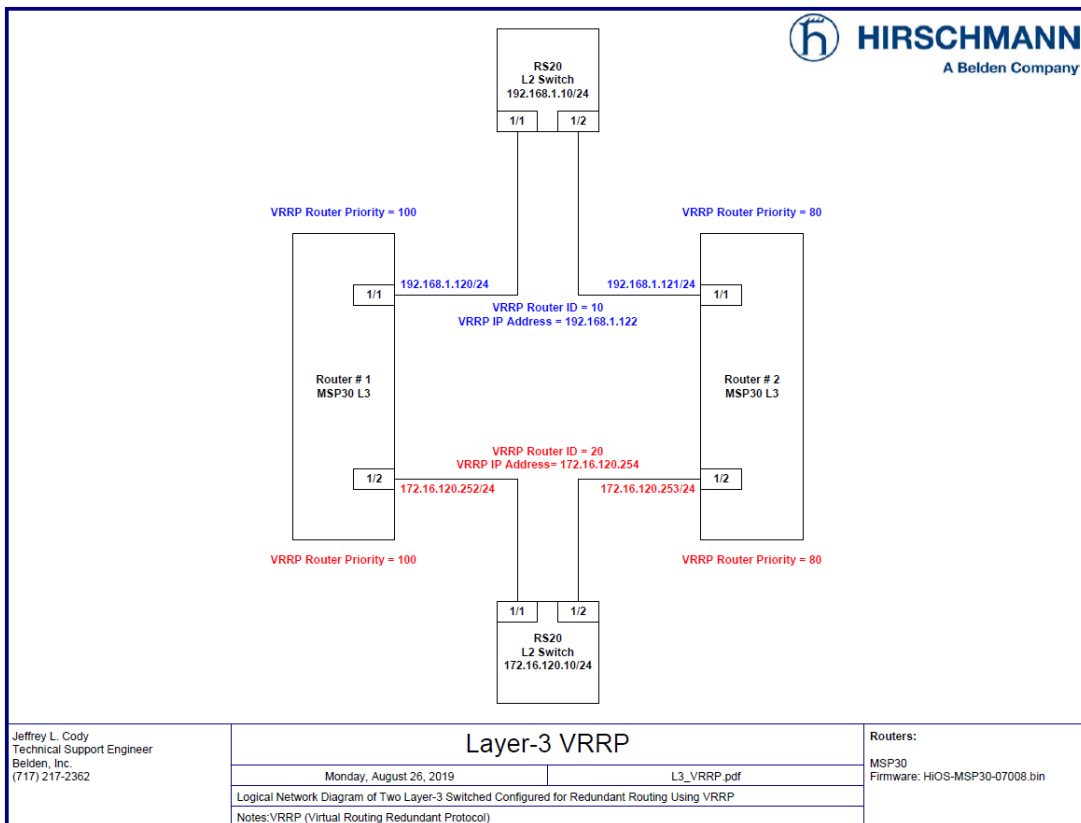 HIRSCHMANN
A Belden Company
RS20
L2 Switch
192.168.1.10/24
1/1
1/2
VRRP Router Priority = 100
VRRP Router Priority = 80
192.168.1.120/24
192.168.1.121/24
1/1
1/1
VRRP Router ID = 10
VRRP IP Address = 192.168.1.122
Router # 1
MSP30 L3
Router # 2
MSP30 L3
VRRP Router ID = 20
VRRP IP Address= 172.16.120.254
1/2
1/2
172.16.120.252/24
172.16.120.253/24
VRRP Router Priority = 100
VRRP Router Priority = 80
1/1
1/2
RS20
L2 Switch
172.16.120.10/24
Jeffrey L. Cody
Technical Support Engineer
Belden, Inc.
(717) 217-2362
Layer-3 VRRP
Monday, August 26, 2019
L3_VRRP.pdf
Logical Network Diagram of Two Layer-3 Switched Configured for Redundant Routing Using VRRP
Notes:VRRP (Virtual Routing Redundant Protocol)
Routers:
MSP30
Firmware: HiOS-MSP30-07008.bin